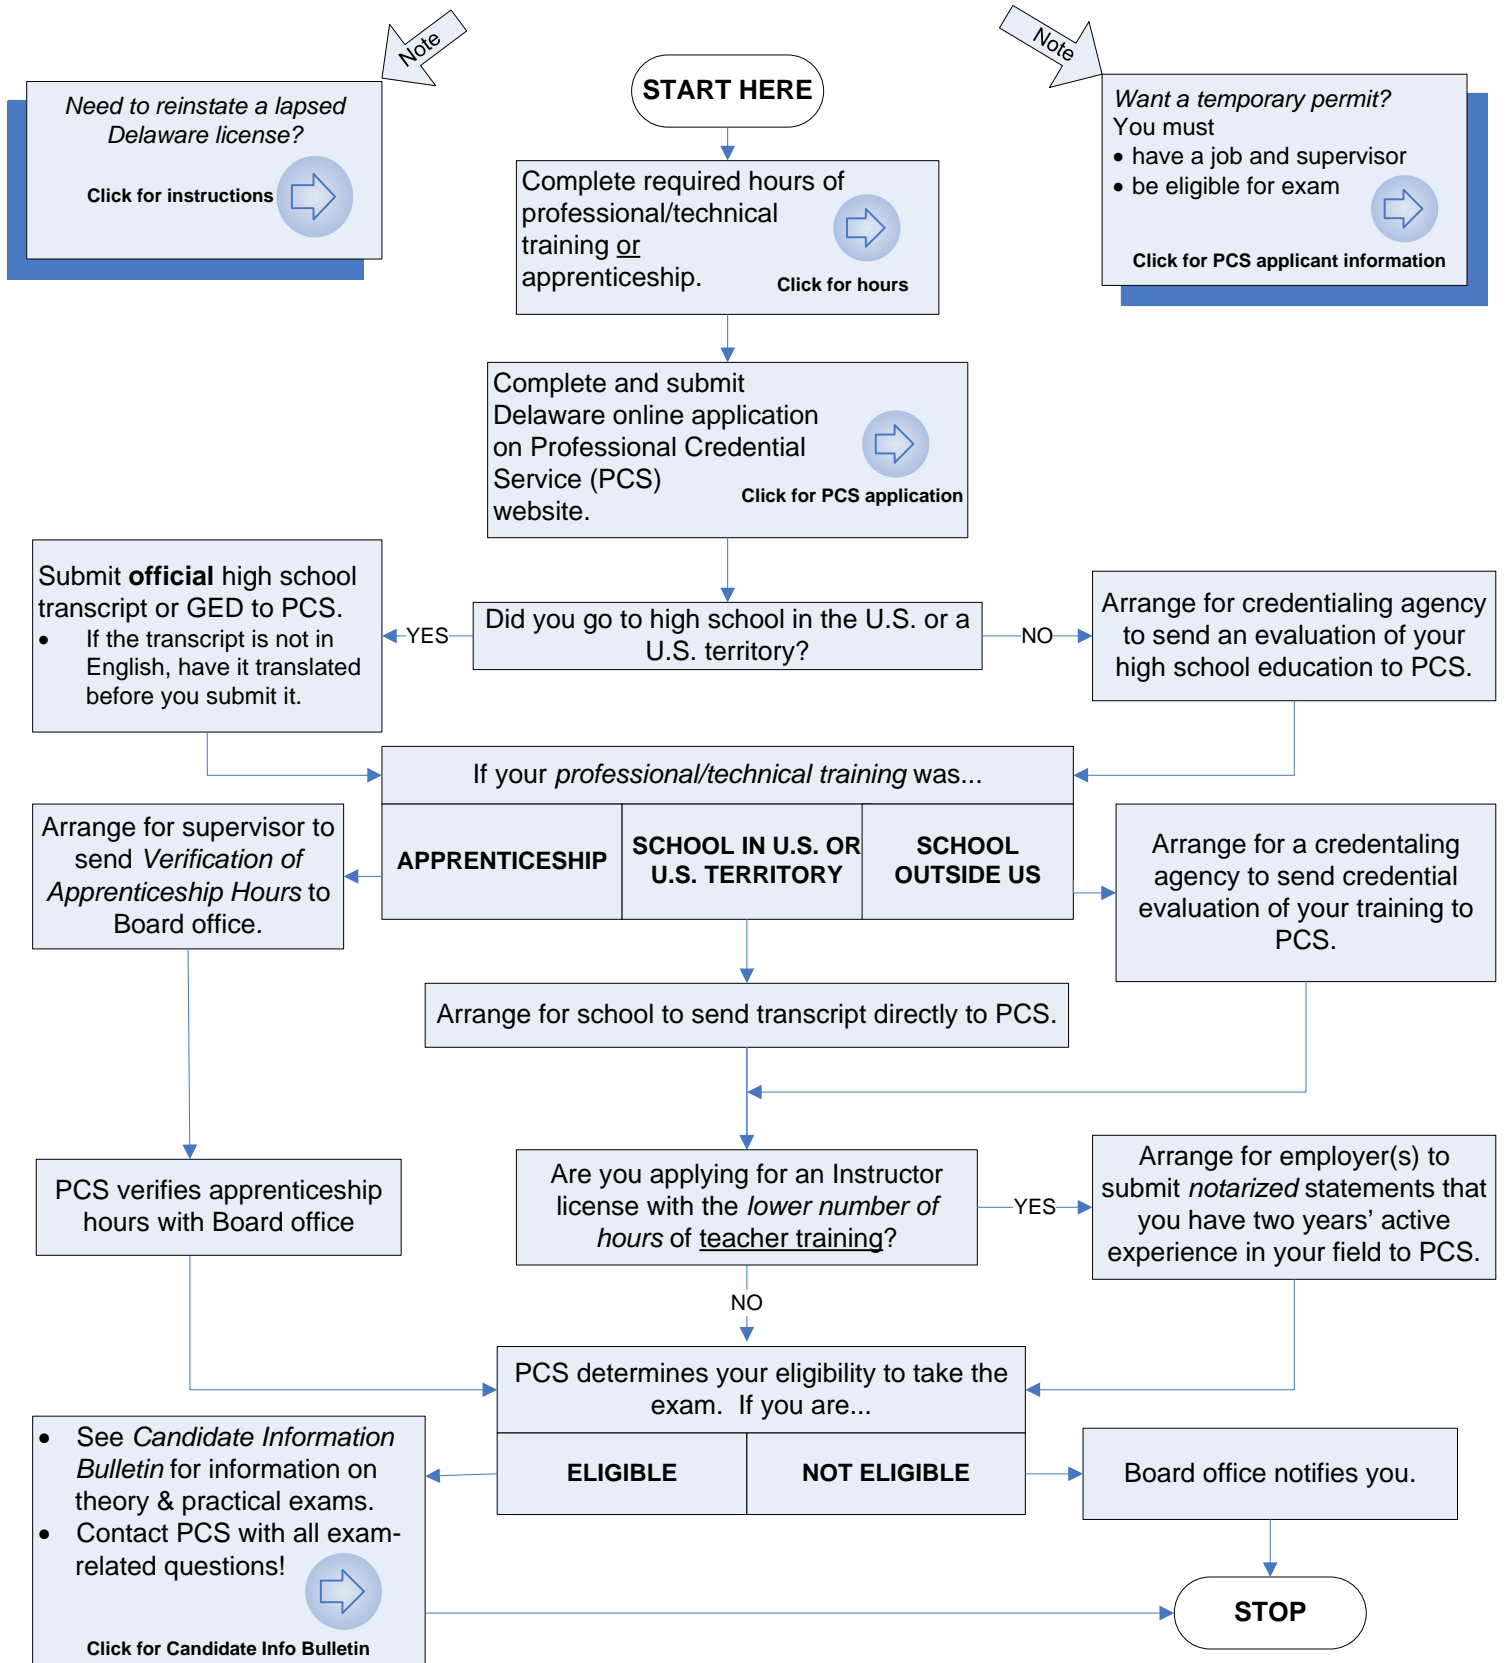 Note
Need to reinstate a lapsed
Delaware license?
Click for instructions
START HERE
Note
Want a temporary permit?
You must
• have a job and supervisor
• be eligible for exam
Click for PCS applicant information
Complete required hours of
professional/technical
training or
apprenticeship.
Click for hours
Complete and submit
Delaware online application
on Professional Credential
Service (PCS)
website.
Click for PCS application
Submit official high school
transcript or GED to PCS.
• If the transcript is not in
English, have it translated
before you submit it.
YES
Did you go to high school in the U.S. or a
U.S. territory?
NO
Arrange for credentialing agency
to send an evaluation of your
high school education to PCS.
If your professional/technical training was...
APPRENTICESHIP
SCHOOL IN U.S. OR
U.S. TERRITORY
SCHOOL
OUTSIDE US
Arrange for supervisor to
send Verification of
Apprenticeship Hours to
Board office.
Arrange for a credentaling
agency to send credential
evaluation of your training to
PCS.
Arrange for school to send transcript directly to PCS.
PCS verifies apprenticeship
hours with Board office
Are you applying for an Instructor
license with the lower number of
hours of teacher training?
YES
Arrange for employer(s) to
submit notarized statements that
you have two years’ active
experience in your field to PCS.
NO
PCS determines your eligibility to take the
exam. If you are...
ELIGIBLE
NOT ELIGIBLE
• See Candidate Information
Bulletin for information on
theory & practical exams.
• Contact PCS with all exam-
related questions!
Click for Candidate Info Bulletin
Board office notifies you.
STOP